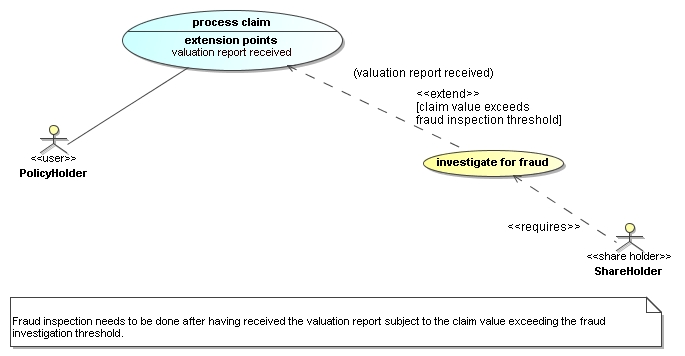 process claim
extension points
valuation report received
(valuation report received)
<<extend>>
[claim value exceeds
fraud inspection threshold]
<<user>>
PolicyHolder
investigate for fraud
<<requires>>
<<share holder>>
ShareHolder
Fraud inspection needs to be done after having received the valuation report subject to the claim value exceeding the fraud
investigation threshold.